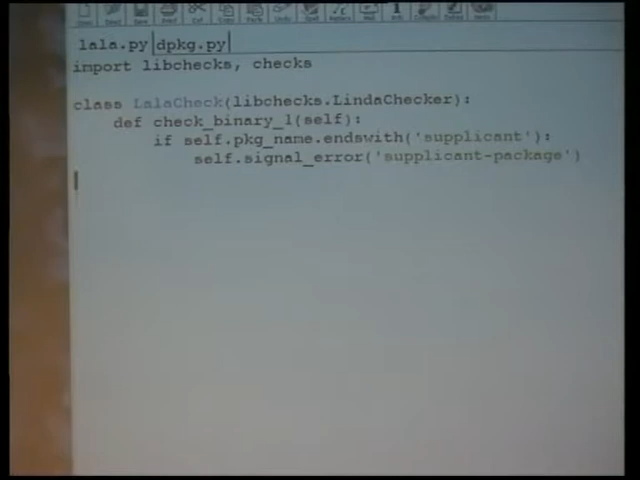 lala.py dpkg.py
import libchecks, checks
class LalaCheck(libchecks.LindaChecker):
def check_binary_1(self):
if self.pkg_name.endswith('supplicant'):
self.signal_error('supplicant-package')